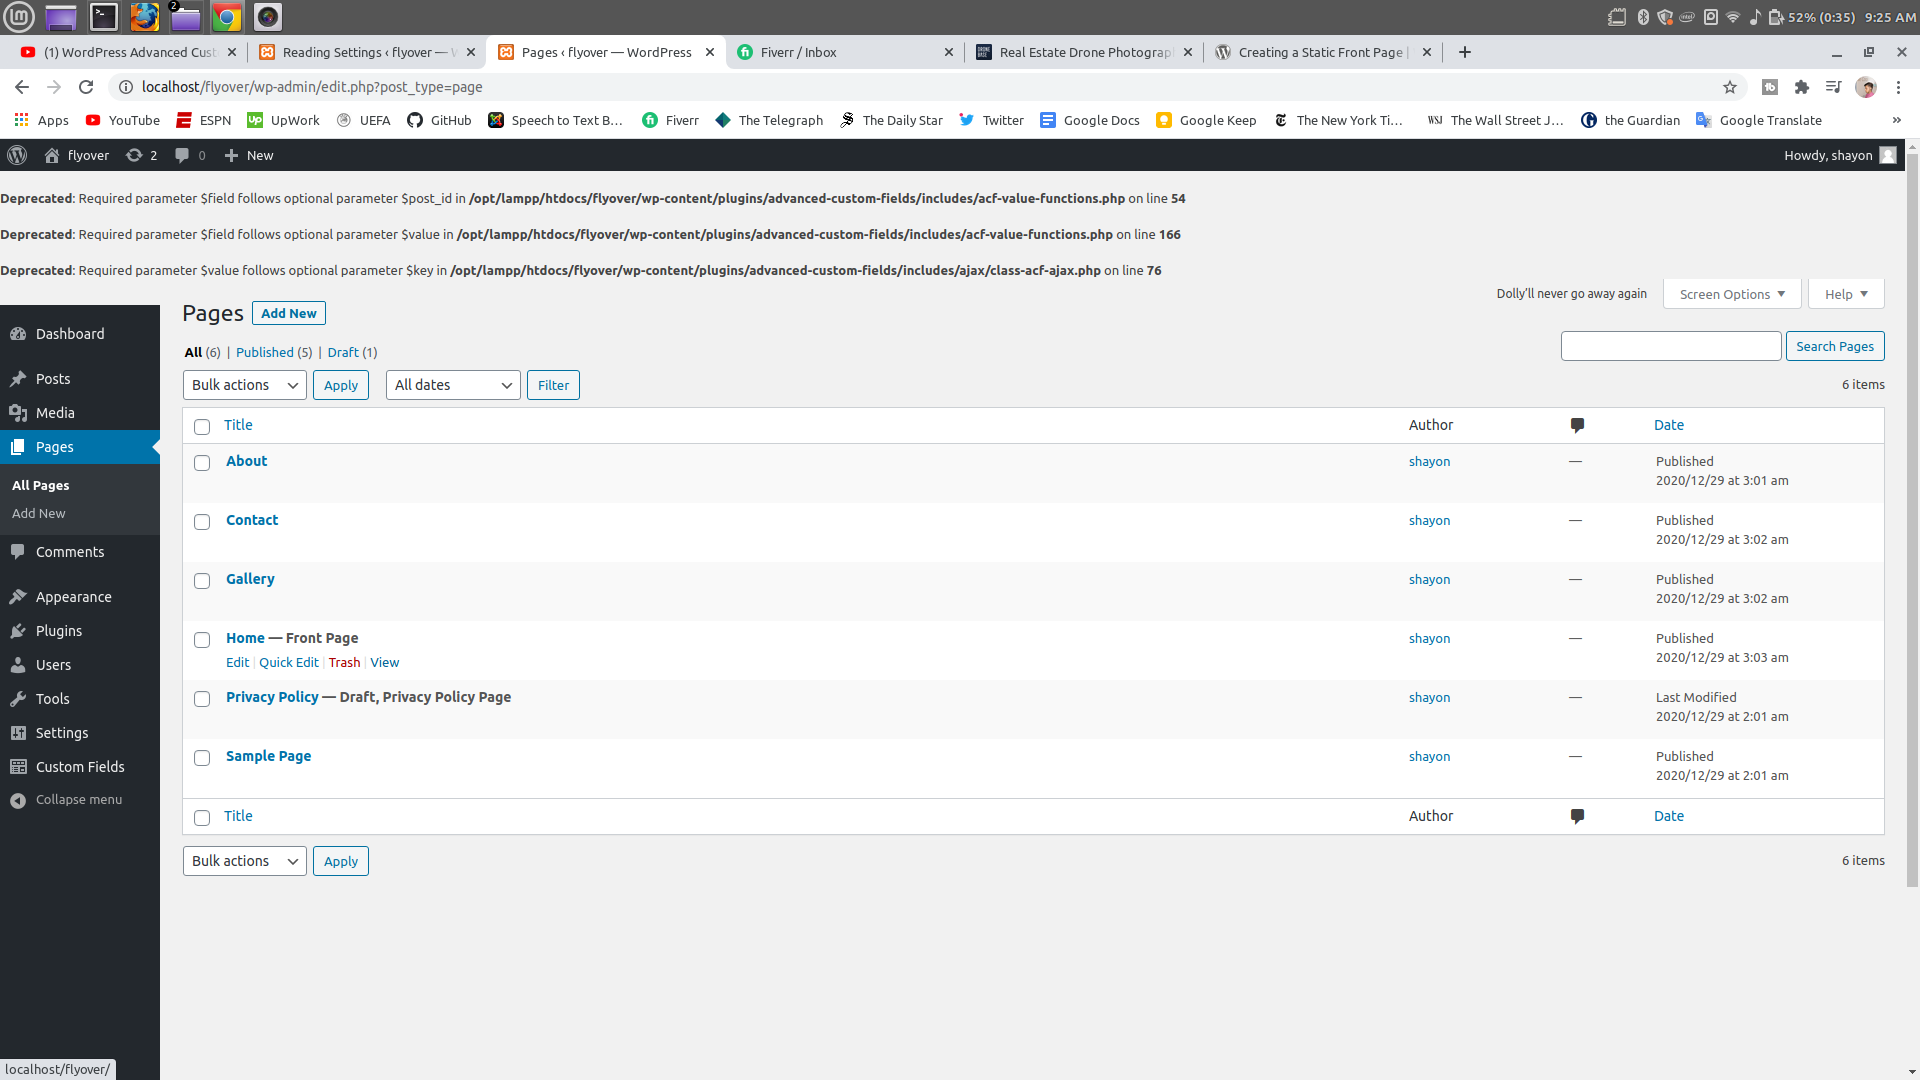 2
52% (0:35) 9:25 AM
(1) WordPress Advanced Cust
Reading Settings ‹ flyover — W
Pages ‹ flyover — WordPress
Fiverr / Inbox
Real Estate Drone Photograp
Creating a Static Front Page |
localhost/flyover/wp-admin/edit.php?post_type=page
Apps YouTube ESPN UpWork UEFA GitHub Speech to Text B... Fiverr The Telegraph The Daily Star Twitter Google Docs Google Keep The New York Ti... The Wall Street J... the Guardian Google Translate »
flyover 2 0 New Howdy, shayon
Deprecated: Required parameter $field follows optional parameter $post_id in /opt/lampp/htdocs/flyover/wp-content/plugins/advanced-custom-fields/includes/acf-value-functions.php on line 54
Deprecated: Required parameter $field follows optional parameter $value in /opt/lampp/htdocs/flyover/wp-content/plugins/advanced-custom-fields/includes/acf-value-functions.php on line 166
Deprecated: Required parameter $value follows optional parameter $key in /opt/lampp/htdocs/flyover/wp-content/plugins/advanced-custom-fields/includes/ajax/class-acf-ajax.php on line 76
Dolly'll never go away again Screen Options Help
Dashboard
Posts
Media
Pages
All Pages
Add New
Comments
Appearance
Plugins
Users
Tools
Settings
Custom Fields
Collapse menu
Pages Add New
All (6) | Published (5) | Draft (1)
Search Pages
Bulk actions Apply All dates Filter 6 items
Title Author Date
About shayon — Published
2020/12/29 at 3:01 am
Contact shayon — Published
2020/12/29 at 3:02 am
Gallery shayon — Published
2020/12/29 at 3:02 am
Home — Front Page shayon — Published
Edit | Quick Edit | Trash | View 2020/12/29 at 3:03 am
Privacy Policy — Draft, Privacy Policy Page shayon — Last Modified
2020/12/29 at 2:01 am
Sample Page shayon — Published
2020/12/29 at 2:01 am
Title Author Date
Bulk actions Apply 6 items
localhost/flyover/